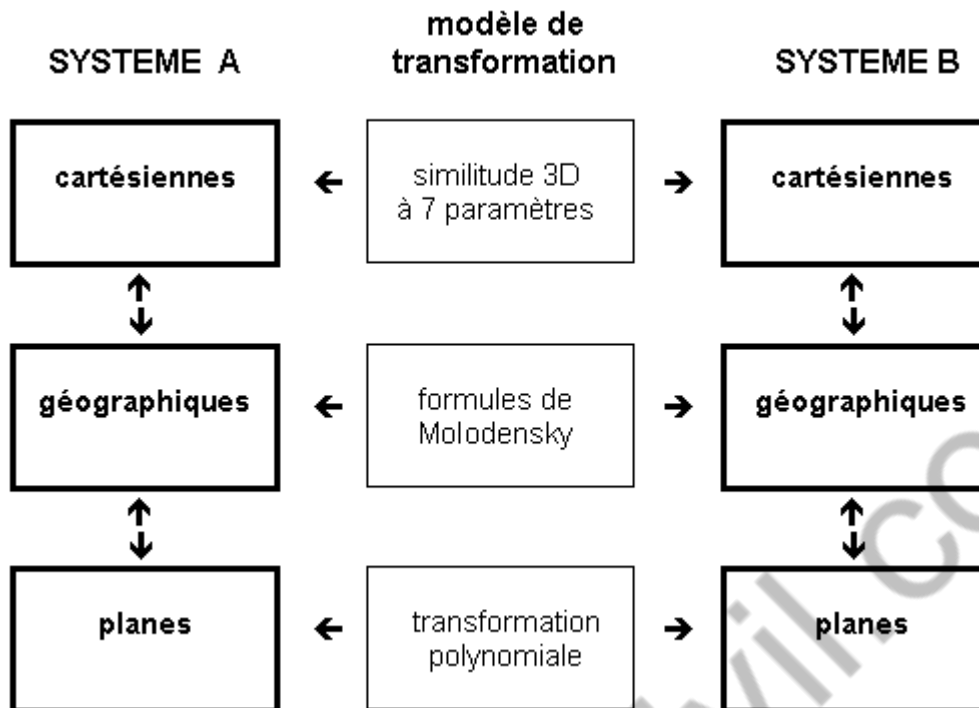 SYSTEME A
modèle de
transformation
SYSTEME B
cartésiennes
similitude 3D
à 7 paramètres
cartésiennes
géographiques
formules de
Molodensky
géographiques
planes
transformation
polynomiale
planes